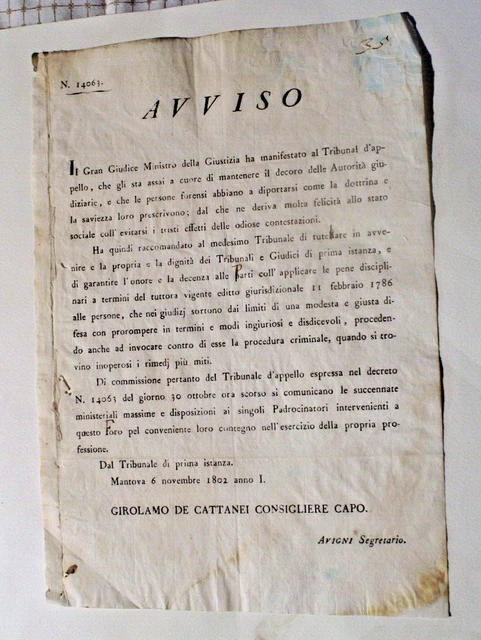 35
N. 14063.
AVVISO
Il Gran Giudice Ministro della Giustizia ha manifestato al Tribunal d'ap-
pello, che gli sta assai a cuore di mantenere il decoro delle Autorità giu-
diziarie, e che le persone forensi abbiano a diportarsi come la dottrina e
la saviezza loro prescrivono; dal che ne deriva molta felicità allo stato
sociale coll'evitarsi i tristi effetti delle odiose contestazioni.
Ha quindi raccomandato al medesimo Tribunale di tutelare in avve-
nire e la propria e la dignità dei Tribunali e Giudici di prima istanza, e
di garantire l'onore e la decenza alle Parti coll'applicare le pene discipli-
nari a termini del tuttora vigente editto giurisdizionale 11 febbraio 1786
alle persone, che nei giudizj sortono dai limiti di una modesta e giusta di-
fesa con prorompere in termini e modi ingiuriosi e disdicevoli, proceden-
do anche ad invocare contro di esse la procedura criminale, quando si tro-
vino inoperosi i rimedj più miti.
Di commissione pertanto del Tribunale d'appello espressa nel decreto
N. 14063 del giorno 30 ottobre ora scorso si comunicano le succennate
ministeriali massime e disposizioni ai singoli Padrocinatori intervenienti a
questo Foro pel conveniente loro contegno nell'esercizio della propria pro-
fessione.
Dal Tribunale di prima istanza.
Mantova 6 novembre 1802 anno I.
GIROLAMO DE CATTANEI CONSIGLIERE CAPO.
AVIGNI Segretario.